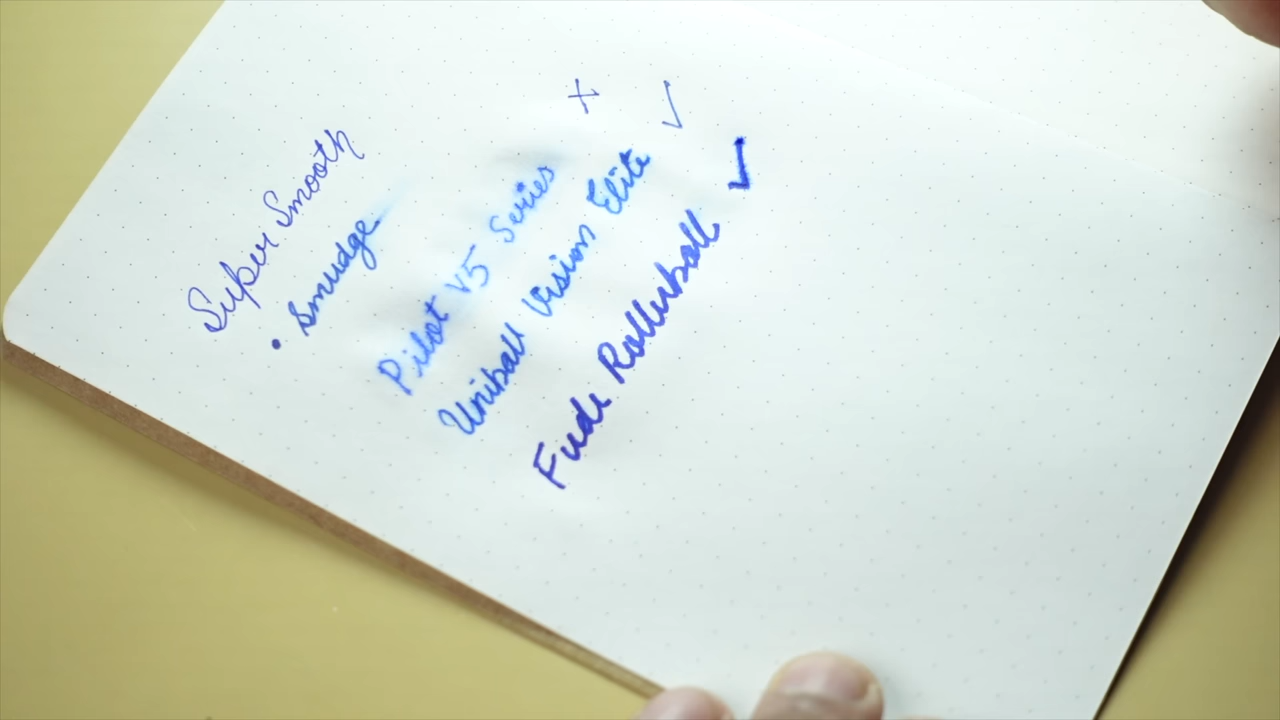 Super Smooth
• Smudge
Pilot V5 Series ×
Uniball Vision Elite ✓
Fude Rollerball ✓